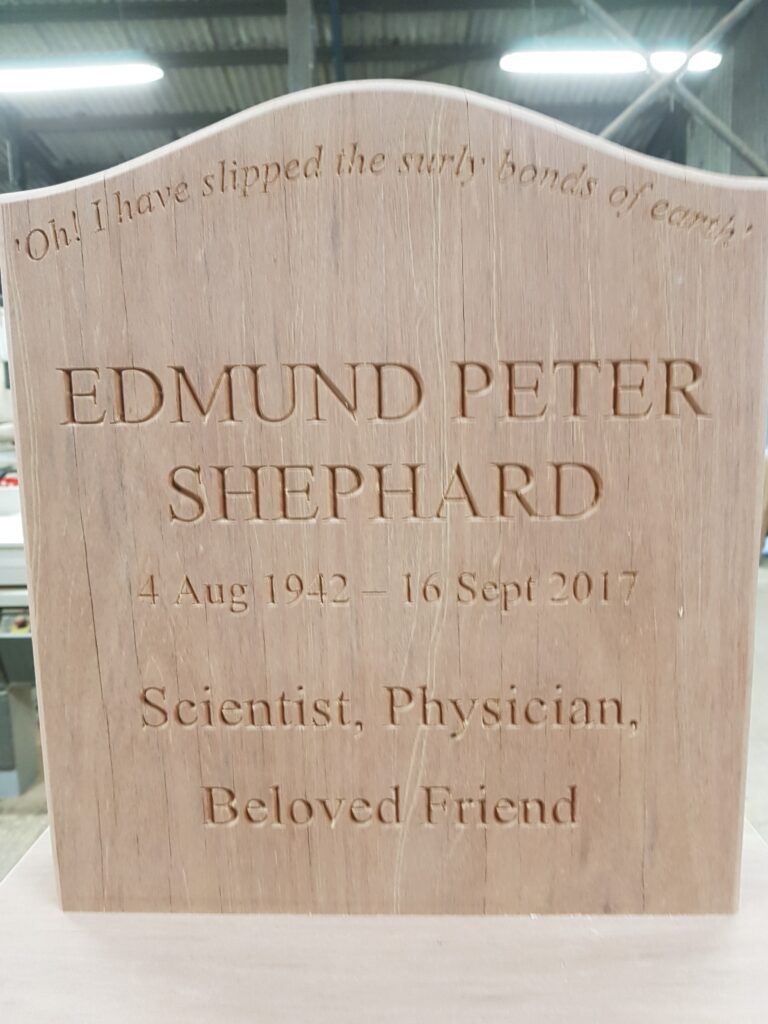 'Oh! I have slipped the surly bonds of earth'
EDMUND PETER
SHEPHARD
4 Aug 1942 – 16 Sept 2017
Scientist, Physician,
Beloved Friend